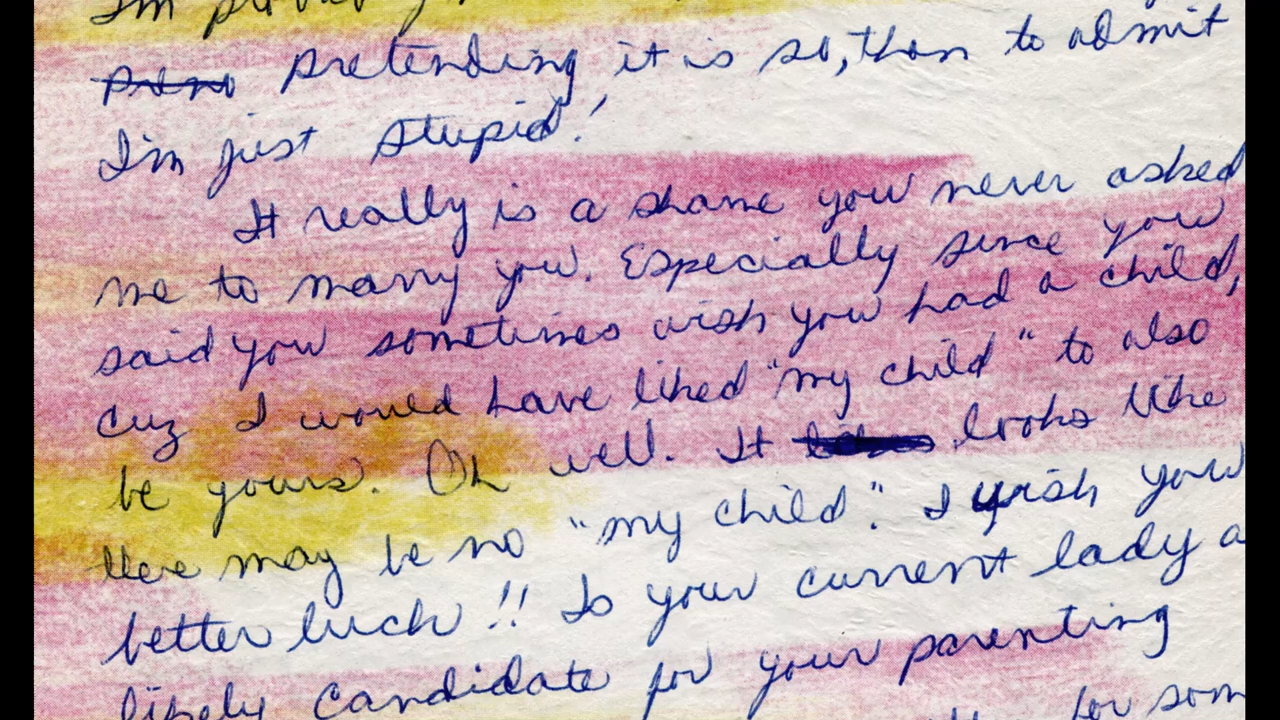 I'm
pretending it is so, than to admit
I'm just stupid!
It really is a shame you never asked
me to marry you. Especially since you
said you sometimes wish you had a child,
cuz I would have liked "my child" to also
be yours. Oh well. It looks like
there may be no "my child". I wish you
better luck!! Is your current lady a
likely candidate for your parenting
for som